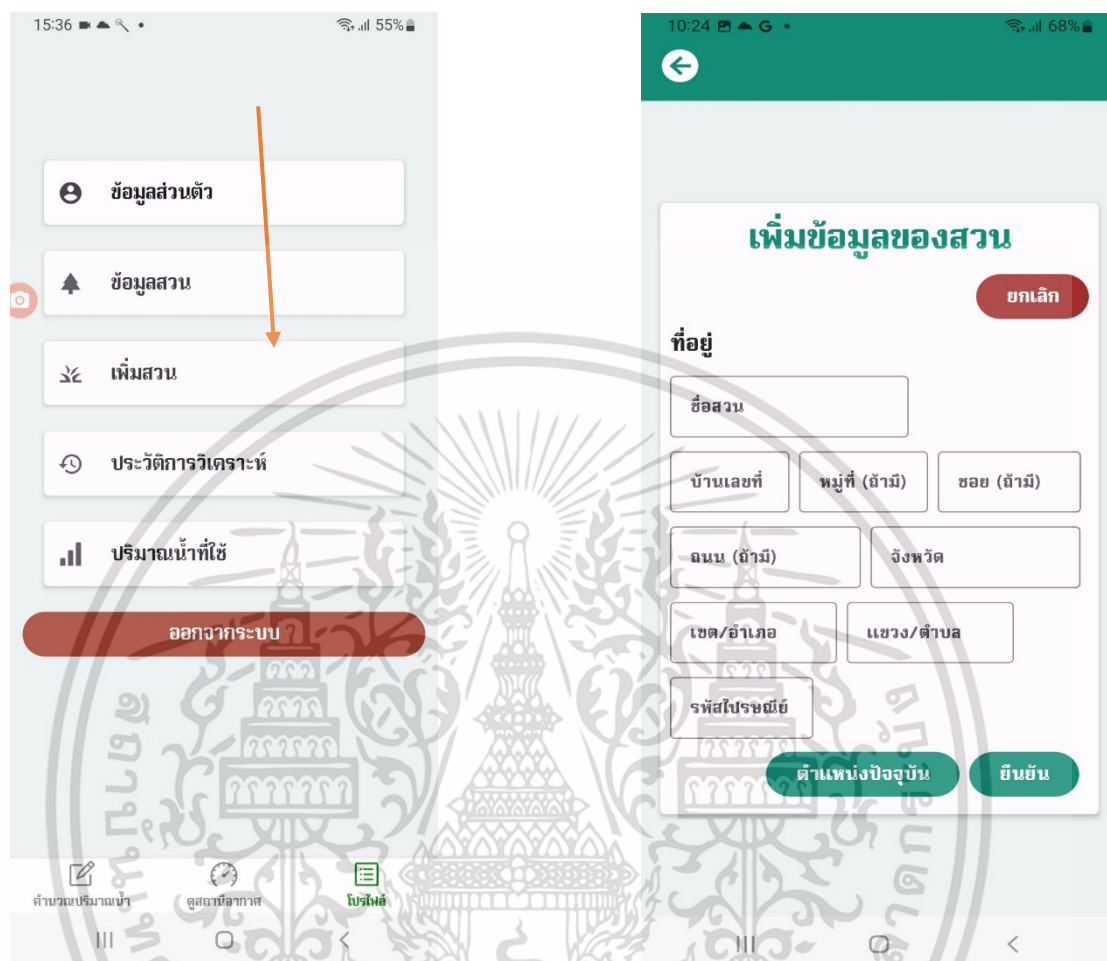 15:36
55%
ข้อมูลส่วนตัว
ข้อมูลสวน
เพิ่มสวน
ประวัติการวิเคราะห์
ปริมาณน้ำที่ใช้
ออกจากระบบ
คำนวณปริมาณน้ำ
ดูสถานีอากาศ
โปรไฟล์
10:24 G
68%
เพิ่มข้อมูลของสวน
ยกเลิก
ที่อยู่
ชื่อสวน
บ้านเลขที่ หมู่ที่ (ถ้ามี) ซอย (ถ้ามี)
ถนน (ถ้ามี) จังหวัด
เขต/อำเภอ แขวง/ตำบล
รหัสไปรษณีย์
ตำแหน่งปัจจุบัน ยืนยัน